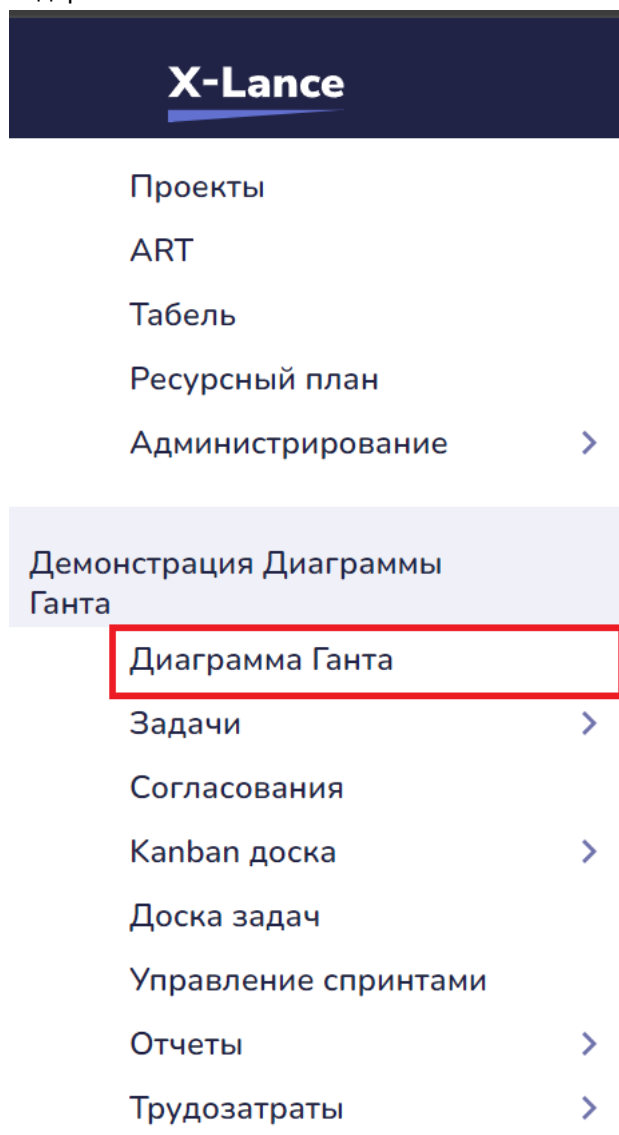 X-Lance
Проекты
ART
Табель
Ресурсный план
Администрирование
Демонстрация Диаграммы
Ганта
Диаграмма Ганта
Задачи
Согласования
Kanban доска
Доска задач
Управление спринтами
Отчеты
Трудозатраты